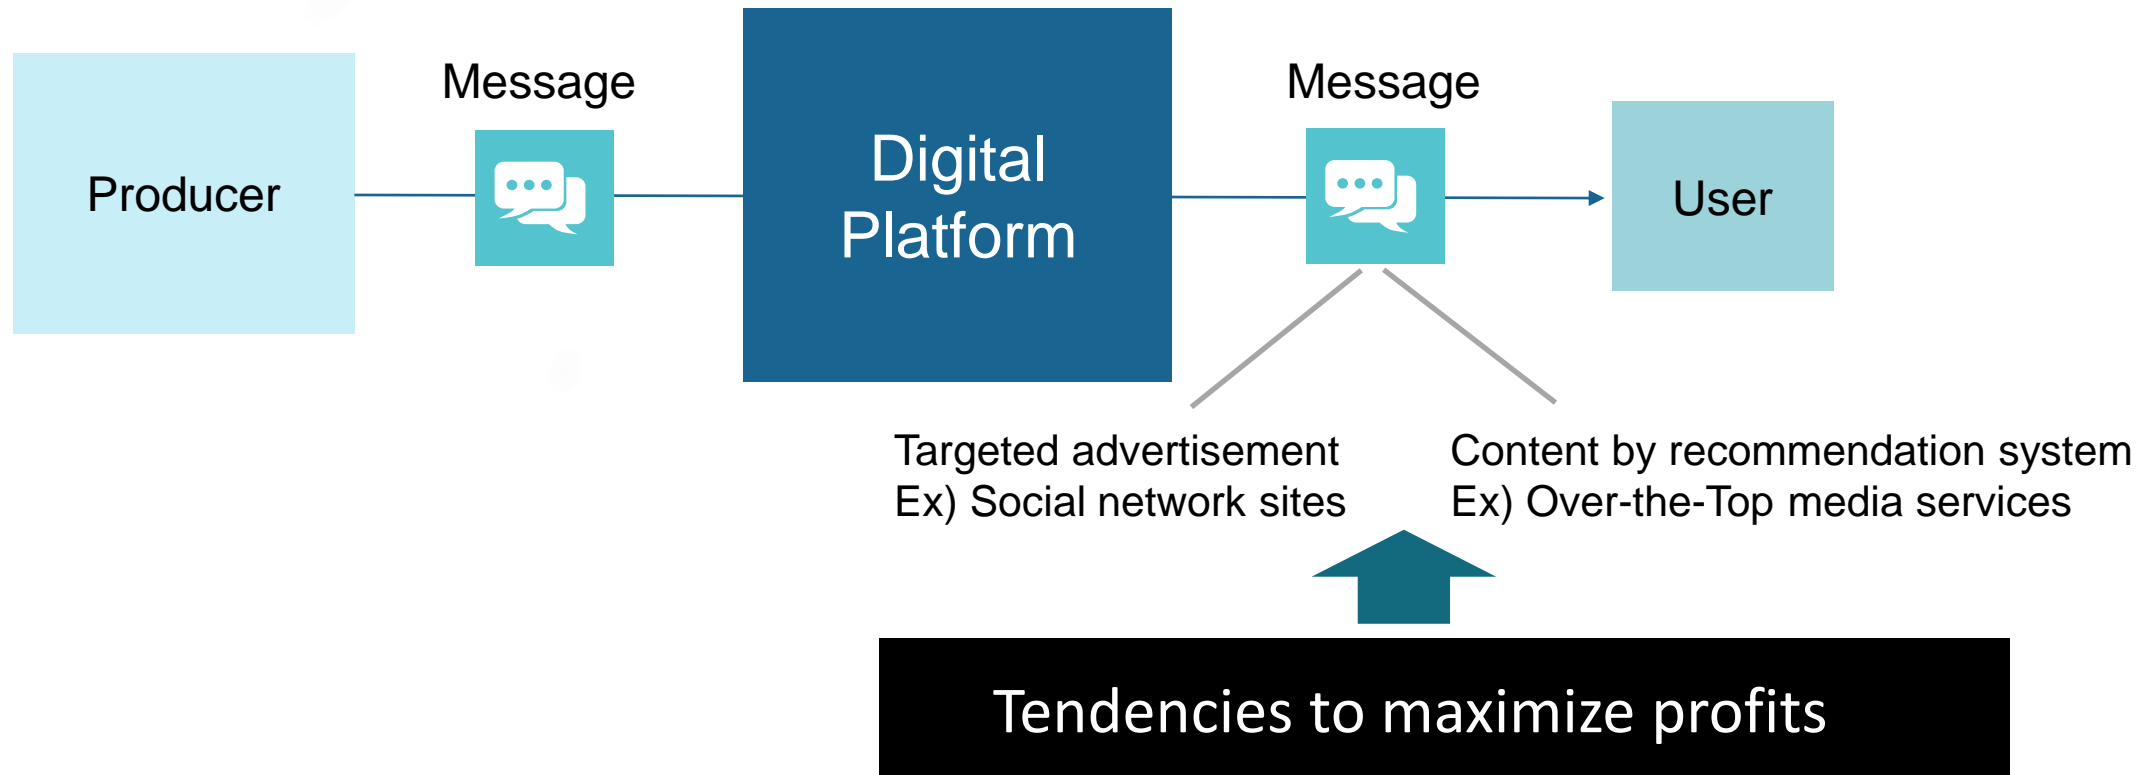 Message
Message
Producer
Digital
Platform
User
Targeted advertisement
Ex) Social network sites
Content by recommendation system
Ex) Over-the-Top media services
Tendencies to maximize profits